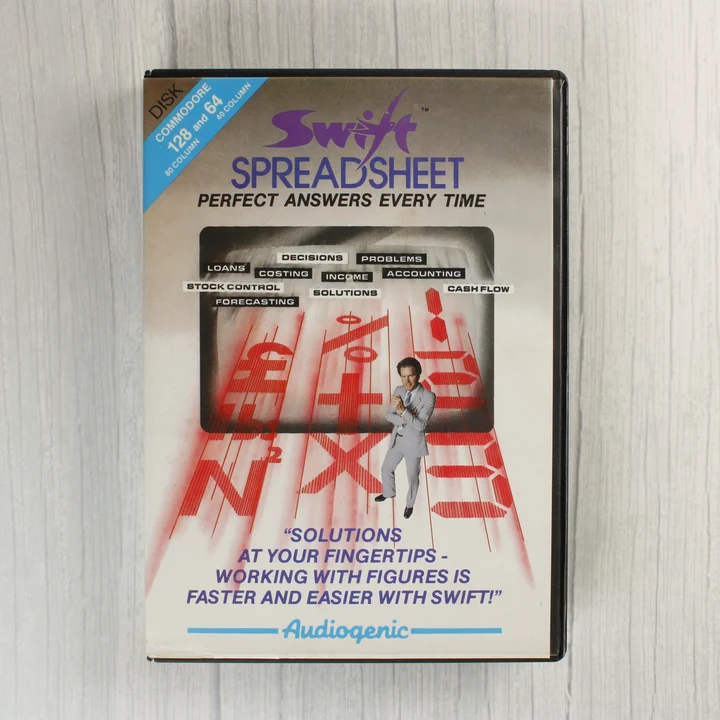 DISK
COMMODORE
128 and 64
80 COLUMN 40 COLUMN
Swift™
SPREADSHEET
PERFECT ANSWERS EVERY TIME
DECISIONS PROBLEMS
LOANS COSTING INCOME ACCOUNTING
STOCK CONTROL SOLUTIONS CASH FLOW
FORECASTING
“SOLUTIONS
AT YOUR FINGERTIPS -
WORKING WITH FIGURES IS
FASTER AND EASIER WITH SWIFT!”
Audiogenic